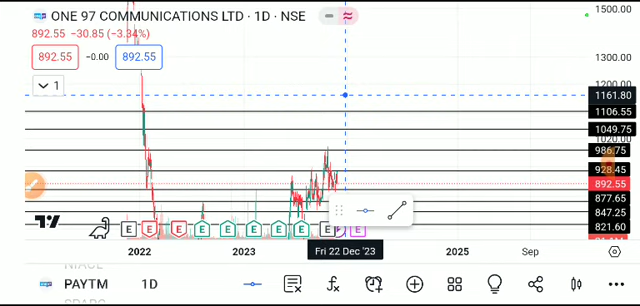 1500.00
ONE 97 COMMUNICATIONS LTD · 1D · NSE
892.55 −30.85 (−3.34%)
1300.00
892.55 −0.00 892.55
1200.00
1
1161.80
1106.55
1049.75
1020.00
986.75
928.45
892.55
877.65
847.25
821.60
E E E E E E E E E E
2022 2023 Fri 22 Dec '23 2025 Sep
PAYTM 1D